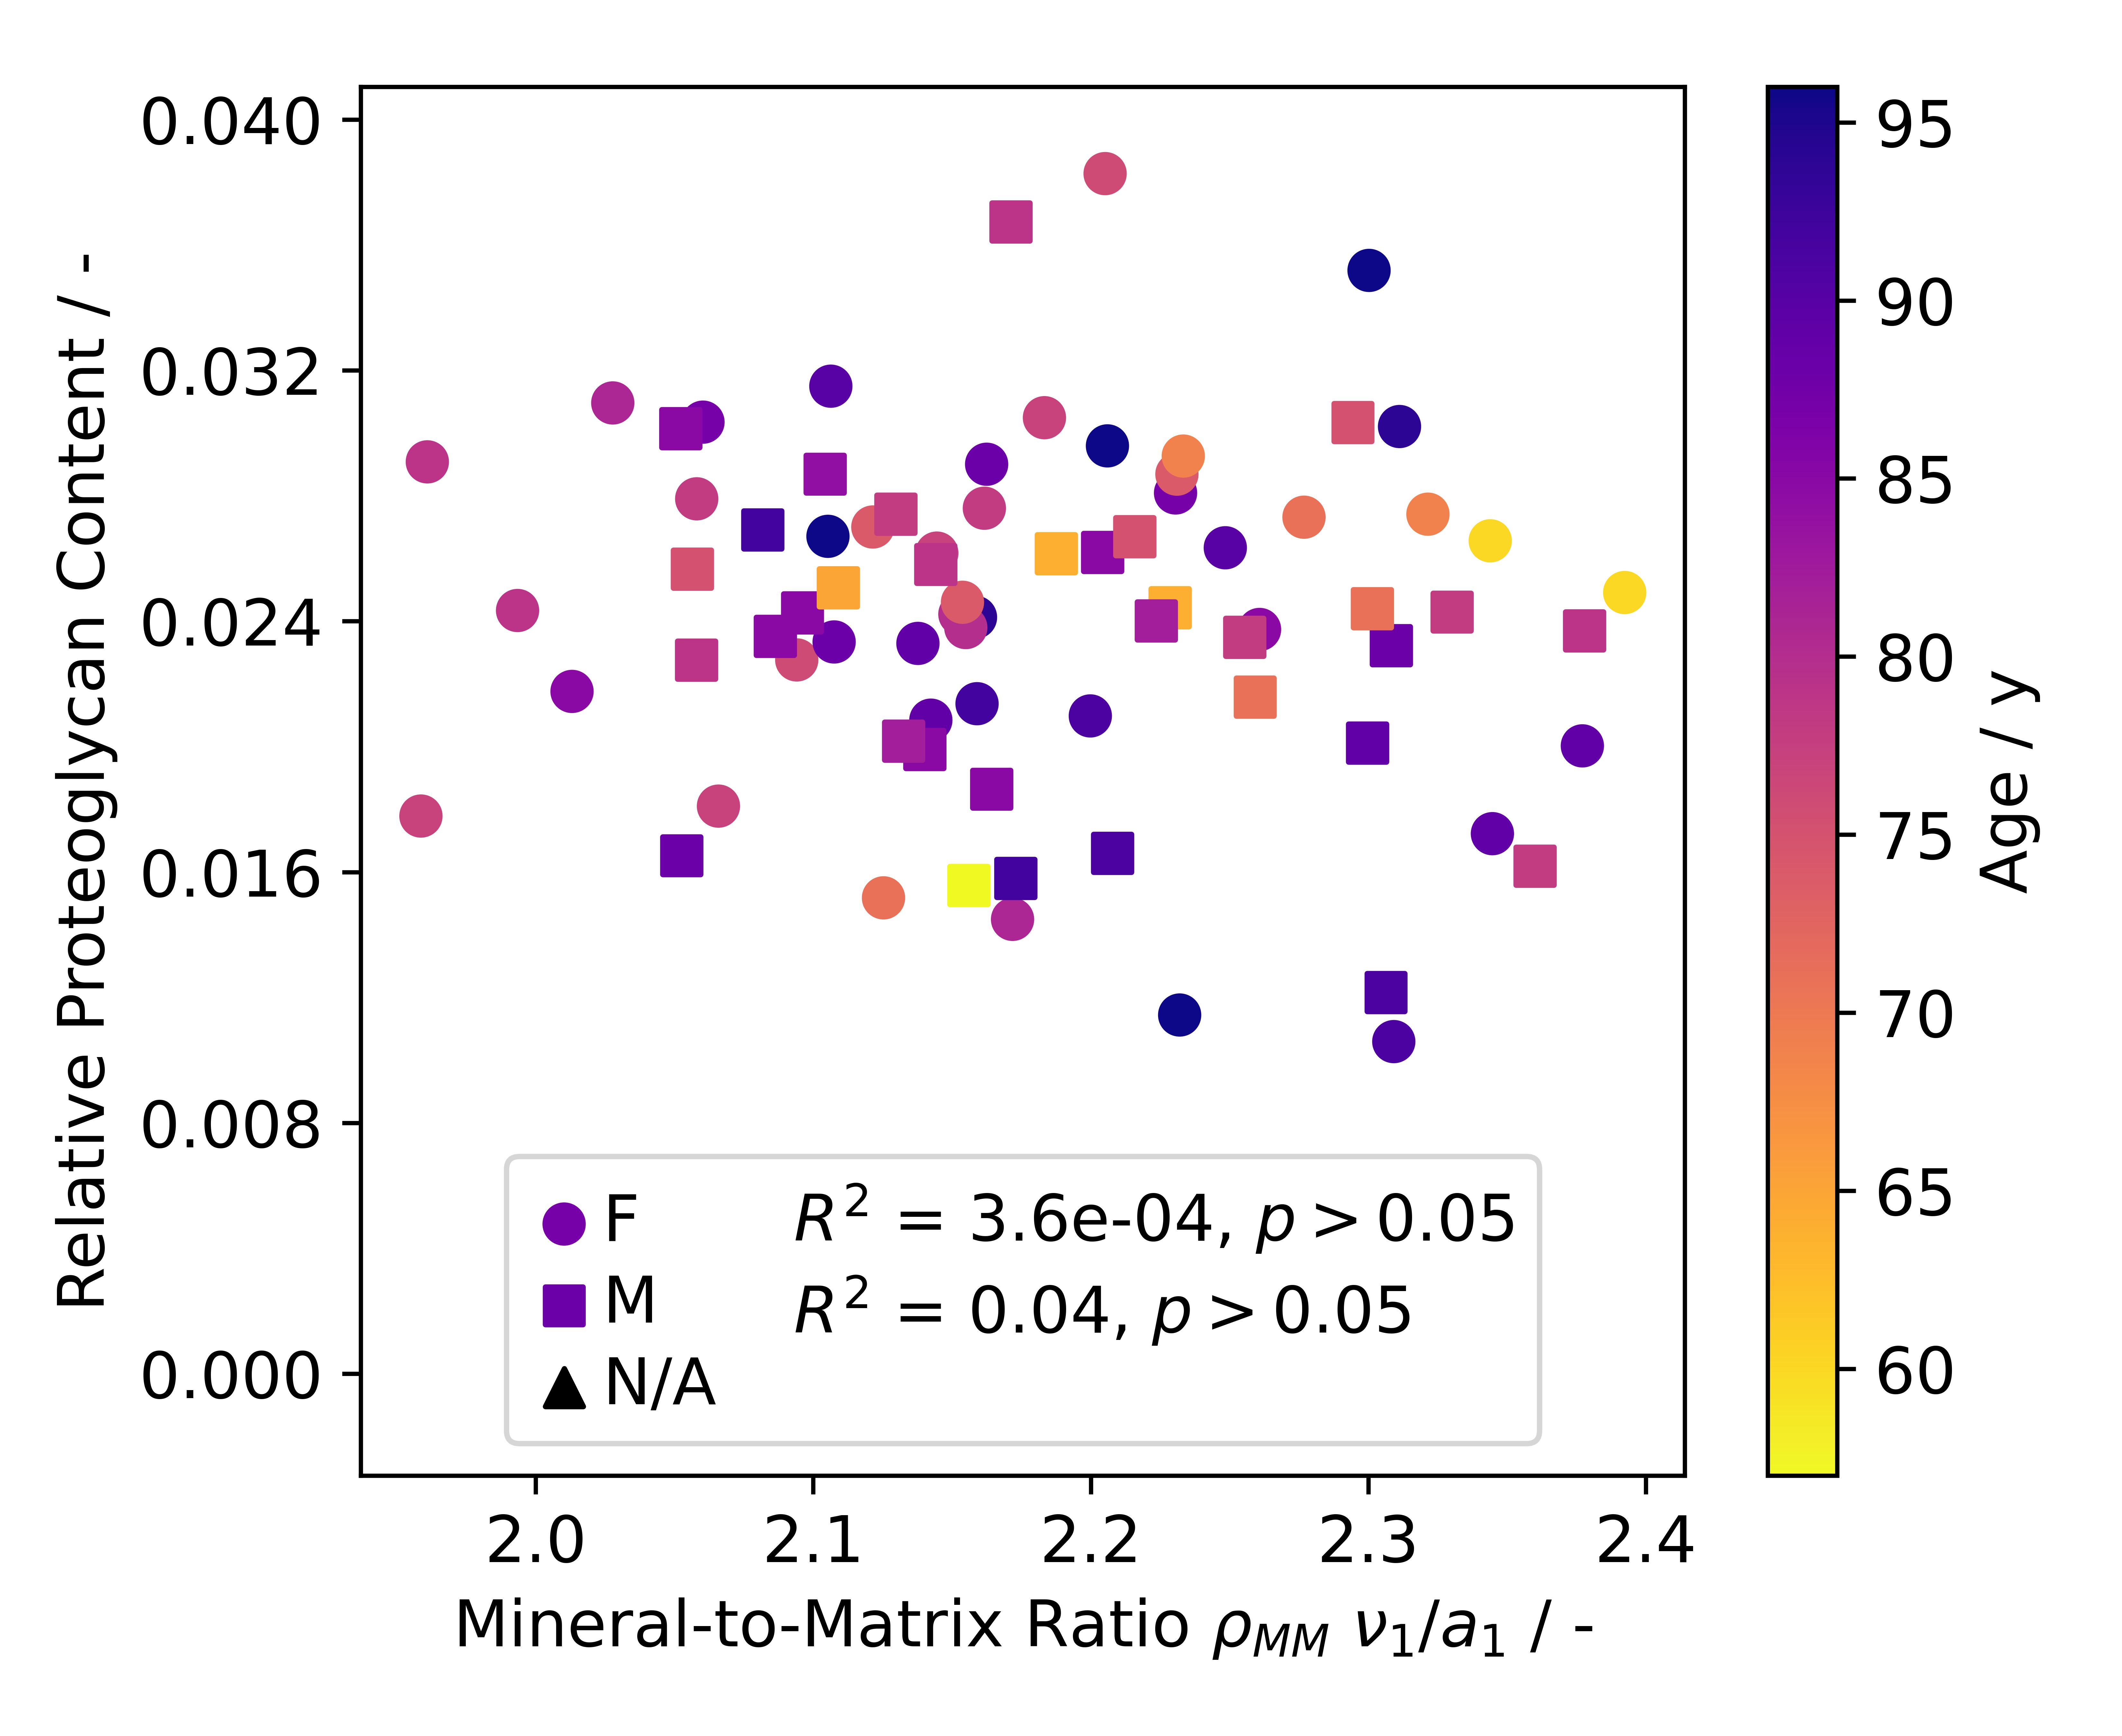 Relative Proteoglycan Content / -
0.040
0.032
0.024
0.016
0.008
0.000
F R² = 3.6e-04, p > 0.05
M R² = 0.04, p > 0.05
N/A
2.0 2.1 2.2 2.3 2.4
Mineral-to-Matrix Ratio ρ_MM ν₁/a₁ / -
95
90
85
80
75
70
65
60
Age / y